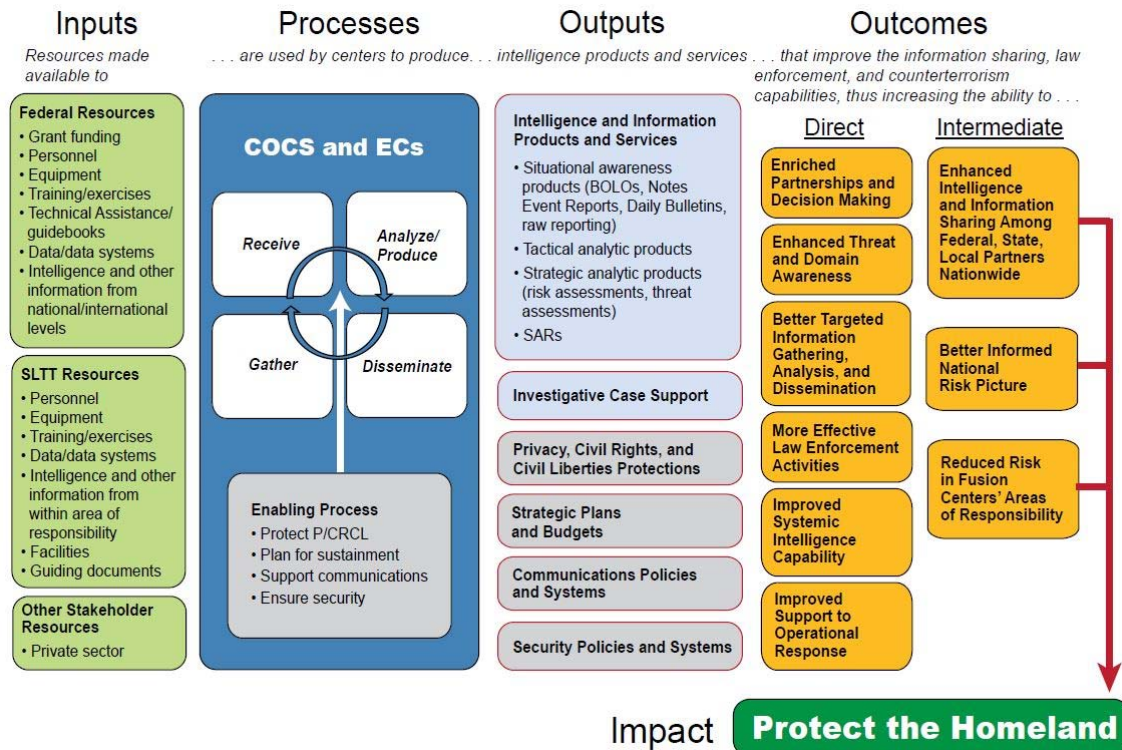 Inputs
Resources made
available to
Processes
. . . are used by centers to produce. . .
Outputs
intelligence products and services . . .
Outcomes
. . . that improve the information sharing, law
enforcement, and counterterrorism
capabilities, thus increasing the ability to . . .
Federal Resources
• Grant funding
• Personnel
• Equipment
• Training/exercises
• Technical Assistance/
guidebooks
• Data/data systems
• Intelligence and other
information from
national/international
levels
SLTT Resources
• Personnel
• Equipment
• Training/exercises
• Data/data systems
• Intelligence and other
information from
within area of
responsibility
• Facilities
• Guiding documents
Other Stakeholder
Resources
• Private sector
COCS and ECs
Receive
Analyze/
Produce
Gather
Disseminate
Enabling Process
• Protect P/CRCL
• Plan for sustainment
• Support communications
• Ensure security
Intelligence and Information
Products and Services
• Situational awareness
products (BOLOs, Notes
Event Reports, Daily Bulletins,
raw reporting)
• Tactical analytic products
• Strategic analytic products
(risk assessments, threat
assessments)
• SARs
Investigative Case Support
Privacy, Civil Rights, and
Civil Liberties Protections
Strategic Plans
and Budgets
Communications Policies
and Systems
Security Policies and Systems
Direct
Enriched
Partnerships and
Decision Making
Enhanced Threat
and Domain
Awareness
Better Targeted
Information
Gathering,
Analysis, and
Dissemination
More Effective
Law Enforcement
Activities
Improved
Systemic
Intelligence
Capability
Improved
Support to
Operational
Response
Intermediate
Enhanced
Intelligence
and Information
Sharing Among
Federal, State,
Local Partners
Nationwide
Better Informed
National
Risk Picture
Reduced Risk
in Fusion
Centers' Areas
of Responsibility
Impact
Protect the Homeland